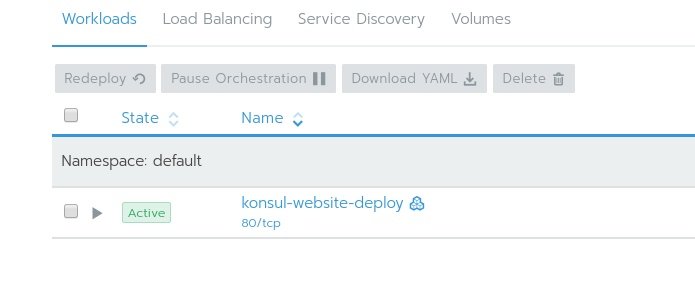 Workloads Load Balancing Service Discovery Volumes
Redeploy Pause Orchestration Download YAML Delete
State Name
Namespace: default
Active konsul-website-deploy
80/tcp